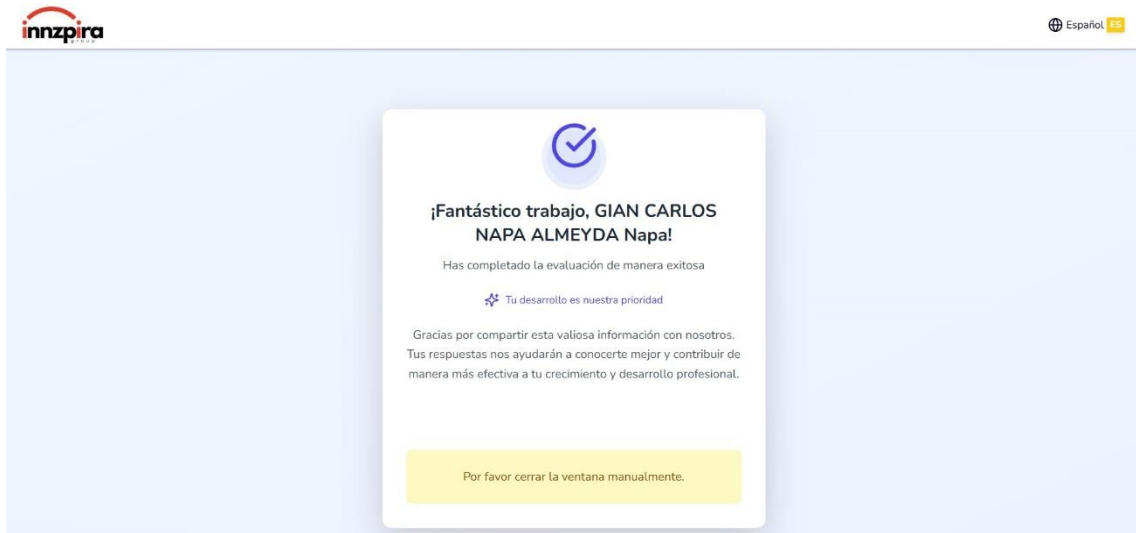 innzpira
group
Español ES
¡Fantástico trabajo, GIAN CARLOS
NAPA ALMEYDA Napa!
Has completado la evaluación de manera exitosa
Tu desarrollo es nuestra prioridad
Gracias por compartir esta valiosa información con nosotros.
Tus respuestas nos ayudarán a conocerte mejor y contribuir de
manera más efectiva a tu crecimiento y desarrollo profesional.
Por favor cerrar la ventana manualmente.